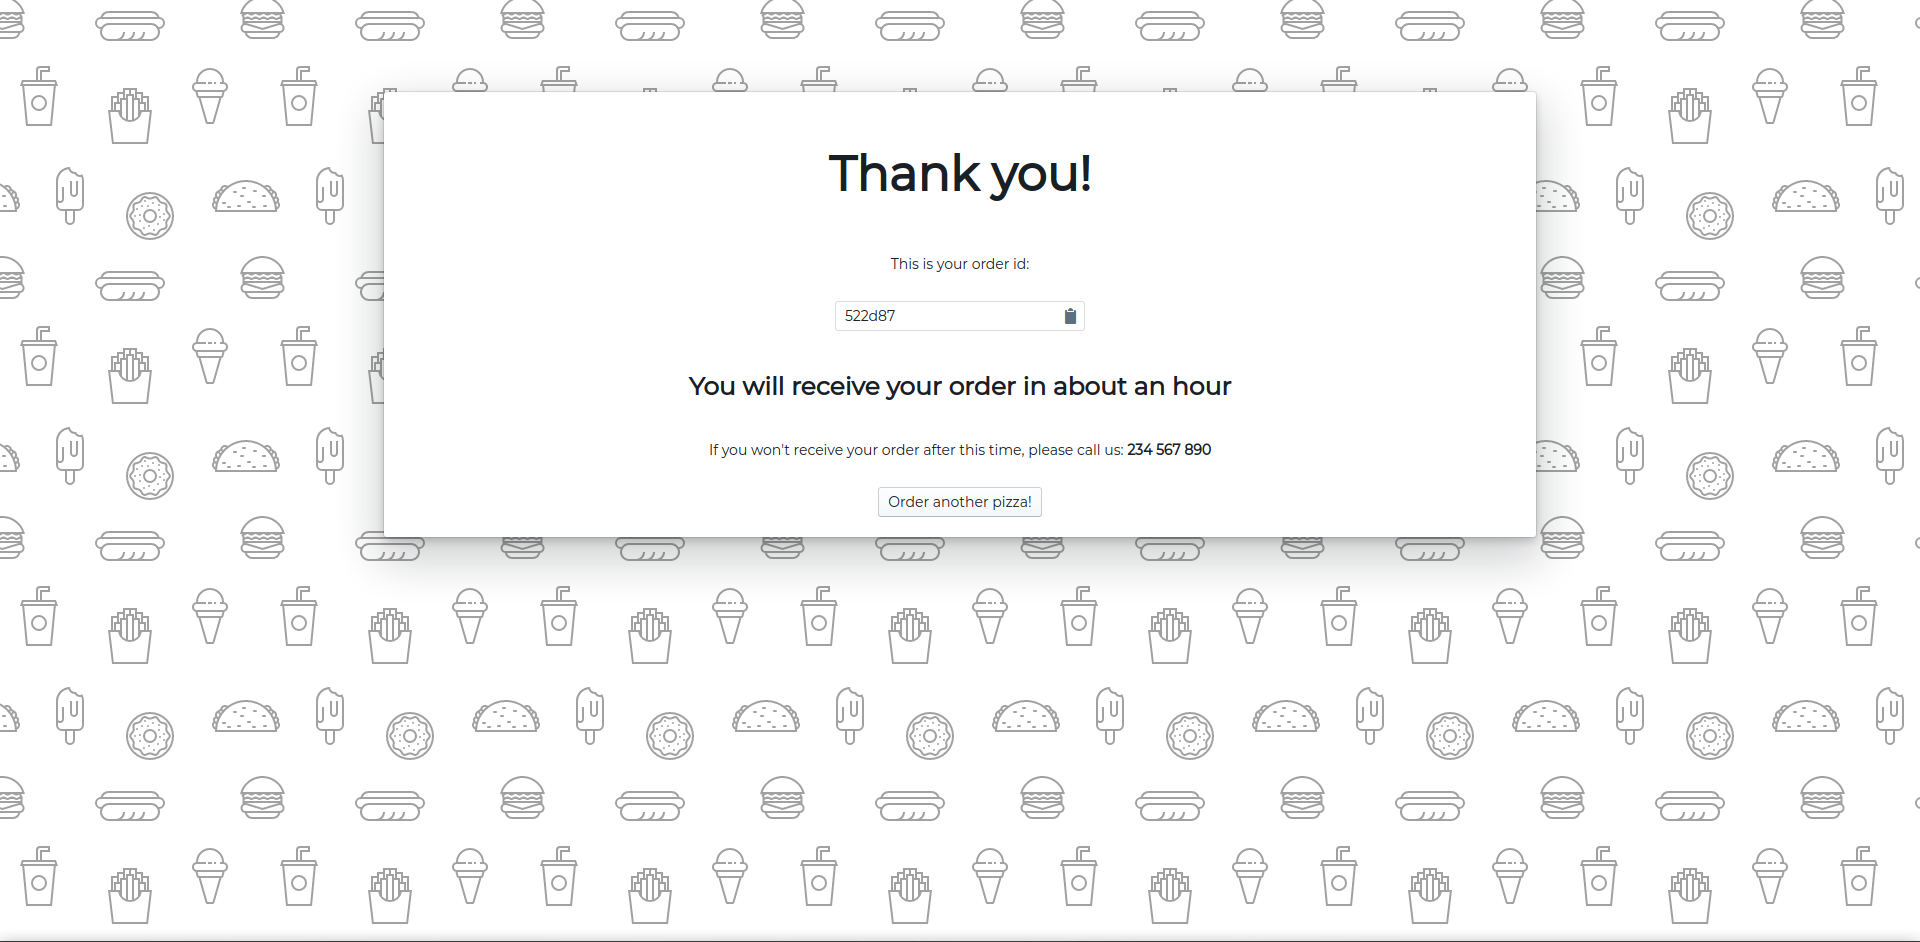 Thank you!
This is your order id:
522d87
You will receive your order in about an hour
If you won't receive your order after this time, please call us: 234 567 890
Order another pizza!